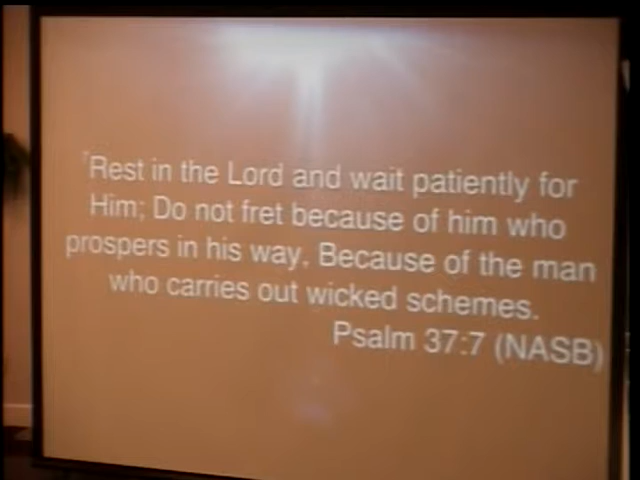 "Rest in the Lord and wait patiently for
Him; Do not fret because of him who
prospers in his way, Because of the man
who carries out wicked schemes.
Psalm 37:7 (NASB)